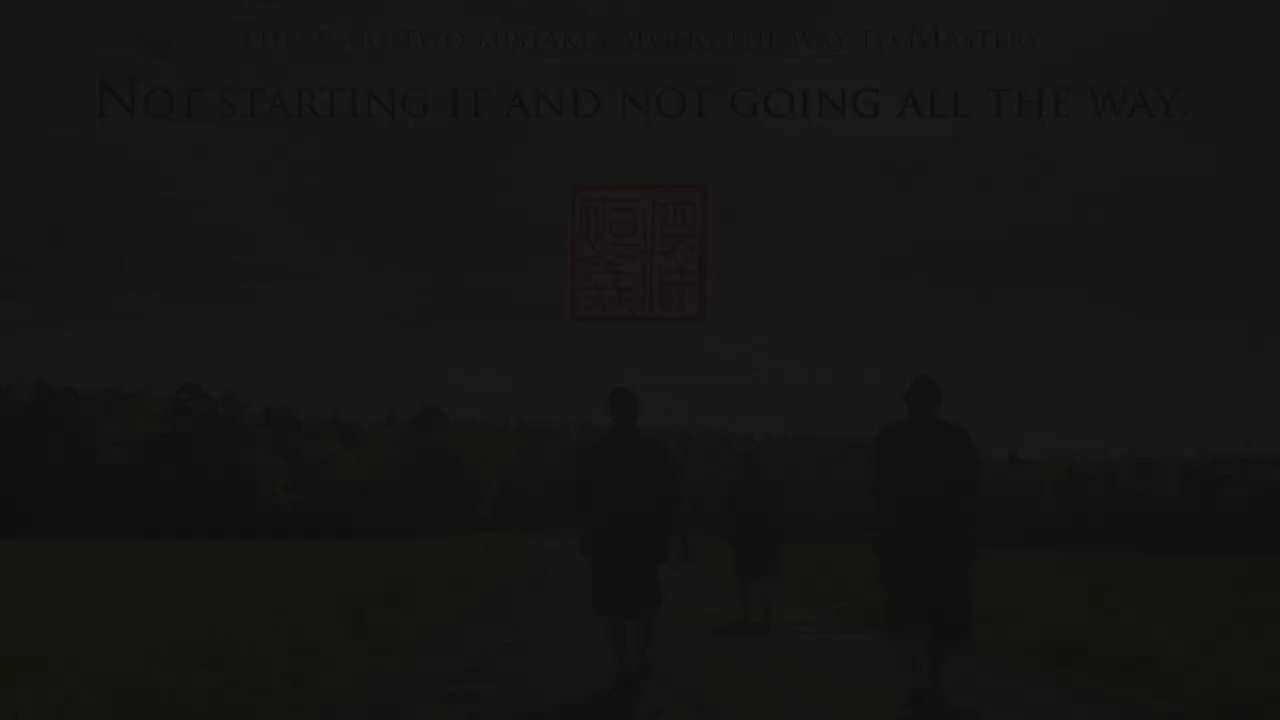 There are two mistakes along the way to Mastery
Not starting it and not going all the way.